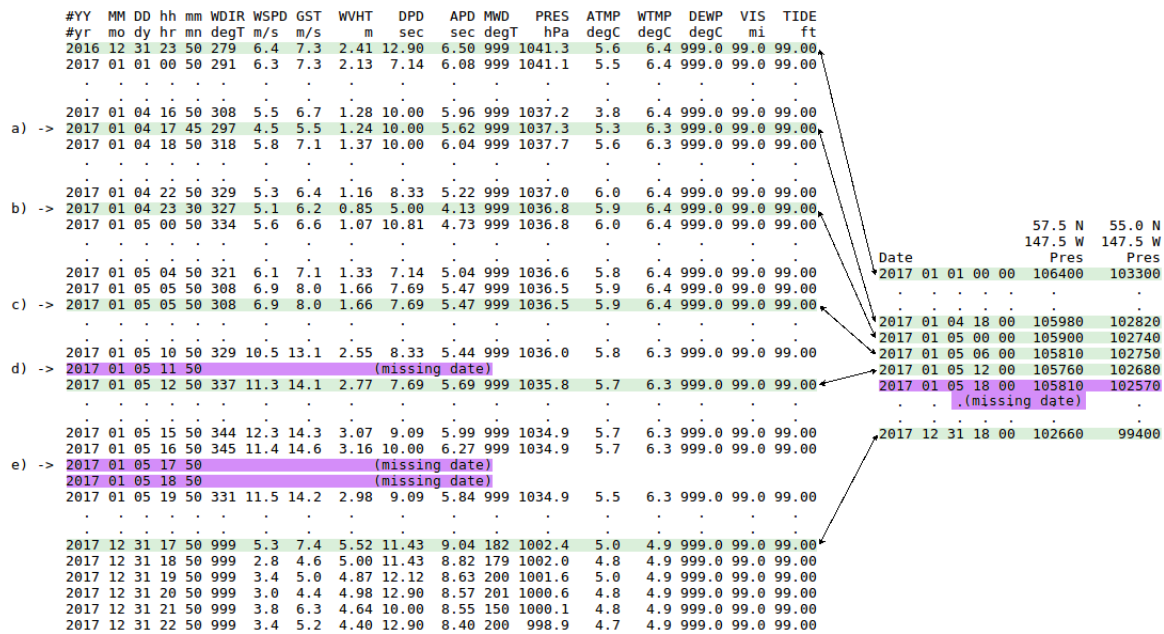 #YY MM DD hh mm WDIR WSPD GST WVHT DPD APD MWD PRES ATMP WTMP DEWP VIS TIDE
#yr mo dy hr mn degT m/s m/s m sec sec degT hPa degC degC degC mi ft
2016 12 31 23 50 279 6.4 7.3 2.41 12.90 6.50 999 1041.3 5.6 6.4 999.0 99.0 99.00
2017 01 01 00 50 291 6.3 7.3 2.13 7.14 6.08 999 1041.1 5.5 6.4 999.0 99.0 99.00
. . . . . . . . . . . . . . . . . .
2017 01 04 16 50 308 5.5 6.7 1.28 10.00 5.96 999 1037.2 3.8 6.4 999.0 99.0 99.00
a) -> 2017 01 04 17 45 297 4.5 5.5 1.24 10.00 5.62 999 1037.3 5.3 6.3 999.0 99.0 99.00
2017 01 04 18 50 318 5.8 7.1 1.37 10.00 6.04 999 1037.7 5.6 6.3 999.0 99.0 99.00
. . . . . . . . . . . . . . . . . .
2017 01 04 22 50 329 5.3 6.4 1.16 8.33 5.22 999 1037.0 6.0 6.4 999.0 99.0 99.00
b) -> 2017 01 04 23 30 327 5.1 6.2 0.85 5.00 4.13 999 1036.8 5.9 6.4 999.0 99.0 99.00
2017 01 05 00 50 334 5.6 6.6 1.07 10.81 4.73 999 1036.8 6.0 6.4 999.0 99.0 99.00
. . . . . . . . . . . . . . . . . .
2017 01 05 04 50 321 6.1 7.1 1.33 7.14 5.04 999 1036.6 5.8 6.4 999.0 99.0 99.00
2017 01 05 05 50 308 6.9 8.0 1.66 7.69 5.47 999 1036.5 5.9 6.4 999.0 99.0 99.00
c) -> 2017 01 05 05 50 308 6.9 8.0 1.66 7.69 5.47 999 1036.5 5.9 6.4 999.0 99.0 99.00
. . . . . . . . . . . . . . . . . .
2017 01 05 10 50 329 10.5 13.1 2.55 8.33 5.44 999 1036.0 5.8 6.3 999.0 99.0 99.00
d) -> 2017 01 05 11 50 (missing date)
2017 01 05 12 50 337 11.3 14.1 2.77 7.69 5.69 999 1035.8 5.7 6.3 999.0 99.0 99.00
. . . . . . . . . . . . . . . . . .
2017 01 05 15 50 344 12.3 14.3 3.07 9.09 5.99 999 1034.9 5.7 6.3 999.0 99.0 99.00
2017 01 05 16 50 345 11.4 14.6 3.16 10.00 6.27 999 1034.9 5.7 6.3 999.0 99.0 99.00
e) -> 2017 01 05 17 50 (missing date)
2017 01 05 18 50 (missing date)
2017 01 05 19 50 331 11.5 14.2 2.98 9.09 5.84 999 1034.9 5.5 6.3 999.0 99.0 99.00
. . . . . . . . . . . . . . . . . .
2017 12 31 17 50 999 5.3 7.4 5.52 11.43 9.04 182 1002.4 5.0 4.9 999.0 99.0 99.00
2017 12 31 18 50 999 2.8 4.6 5.00 11.43 8.82 179 1002.0 4.8 4.9 999.0 99.0 99.00
2017 12 31 19 50 999 3.4 5.0 4.87 12.12 8.63 200 1001.6 5.0 4.9 999.0 99.0 99.00
2017 12 31 20 50 999 3.0 4.4 4.98 12.90 8.57 201 1000.6 4.8 4.9 999.0 99.0 99.00
2017 12 31 21 50 999 3.8 6.3 4.64 10.00 8.55 150 1000.1 4.8 4.9 999.0 99.0 99.00
2017 12 31 22 50 999 3.4 5.2 4.40 12.90 8.40 200 998.9 4.7 4.9 999.0 99.0 99.00
57.5 N 55.0 N
147.5 W 147.5 W
Date Pres Pres
2017 01 01 00 00 106400 103300
. . . . . . .
2017 01 04 18 00 105980 102820
2017 01 05 00 00 105900 102740
2017 01 05 06 00 105810 102750
2017 01 05 12 00 105760 102680
2017 01 05 18 00 105810 102570
. . .(missing date) .
. . . . . . .
2017 12 31 18 00 102660 99400